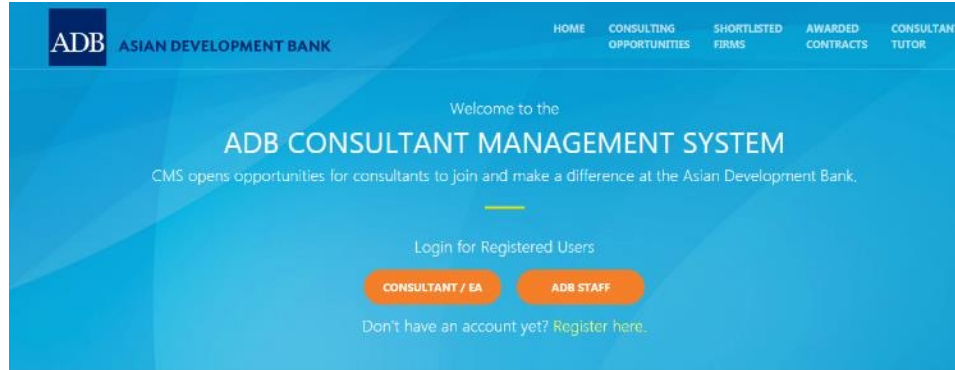 ADB ASIAN DEVELOPMENT BANK
HOME
CONSULTING
OPPORTUNITIES
SHORTLISTED
FIRMS
AWARDED
CONTRACTS
CONSULTANT
TUTOR
Welcome to the
ADB CONSULTANT MANAGEMENT SYSTEM
CMS opens opportunities for consultants to join and make a difference at the Asian Development Bank.
Login for Registered Users
CONSULTANT / EA
ADB STAFF
Don't have an account yet? Register here.